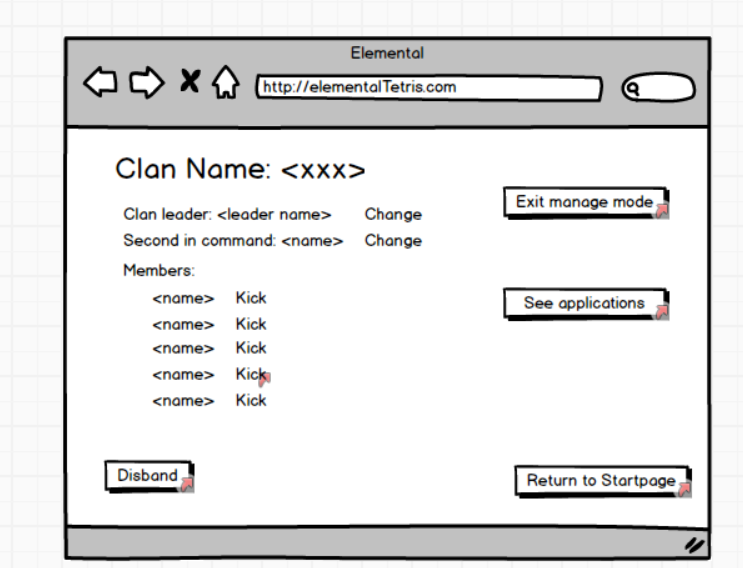 Elemental
http://elementalTetris.com
Clan Name: <xxx>
Exit manage mode
Clan leader: <leader name> Change
Second in command: <name> Change
Members:
See applications
<name> Kick
<name> Kick
<name> Kick
<name> Kick
<name> Kick
Disband
Return to Startpage